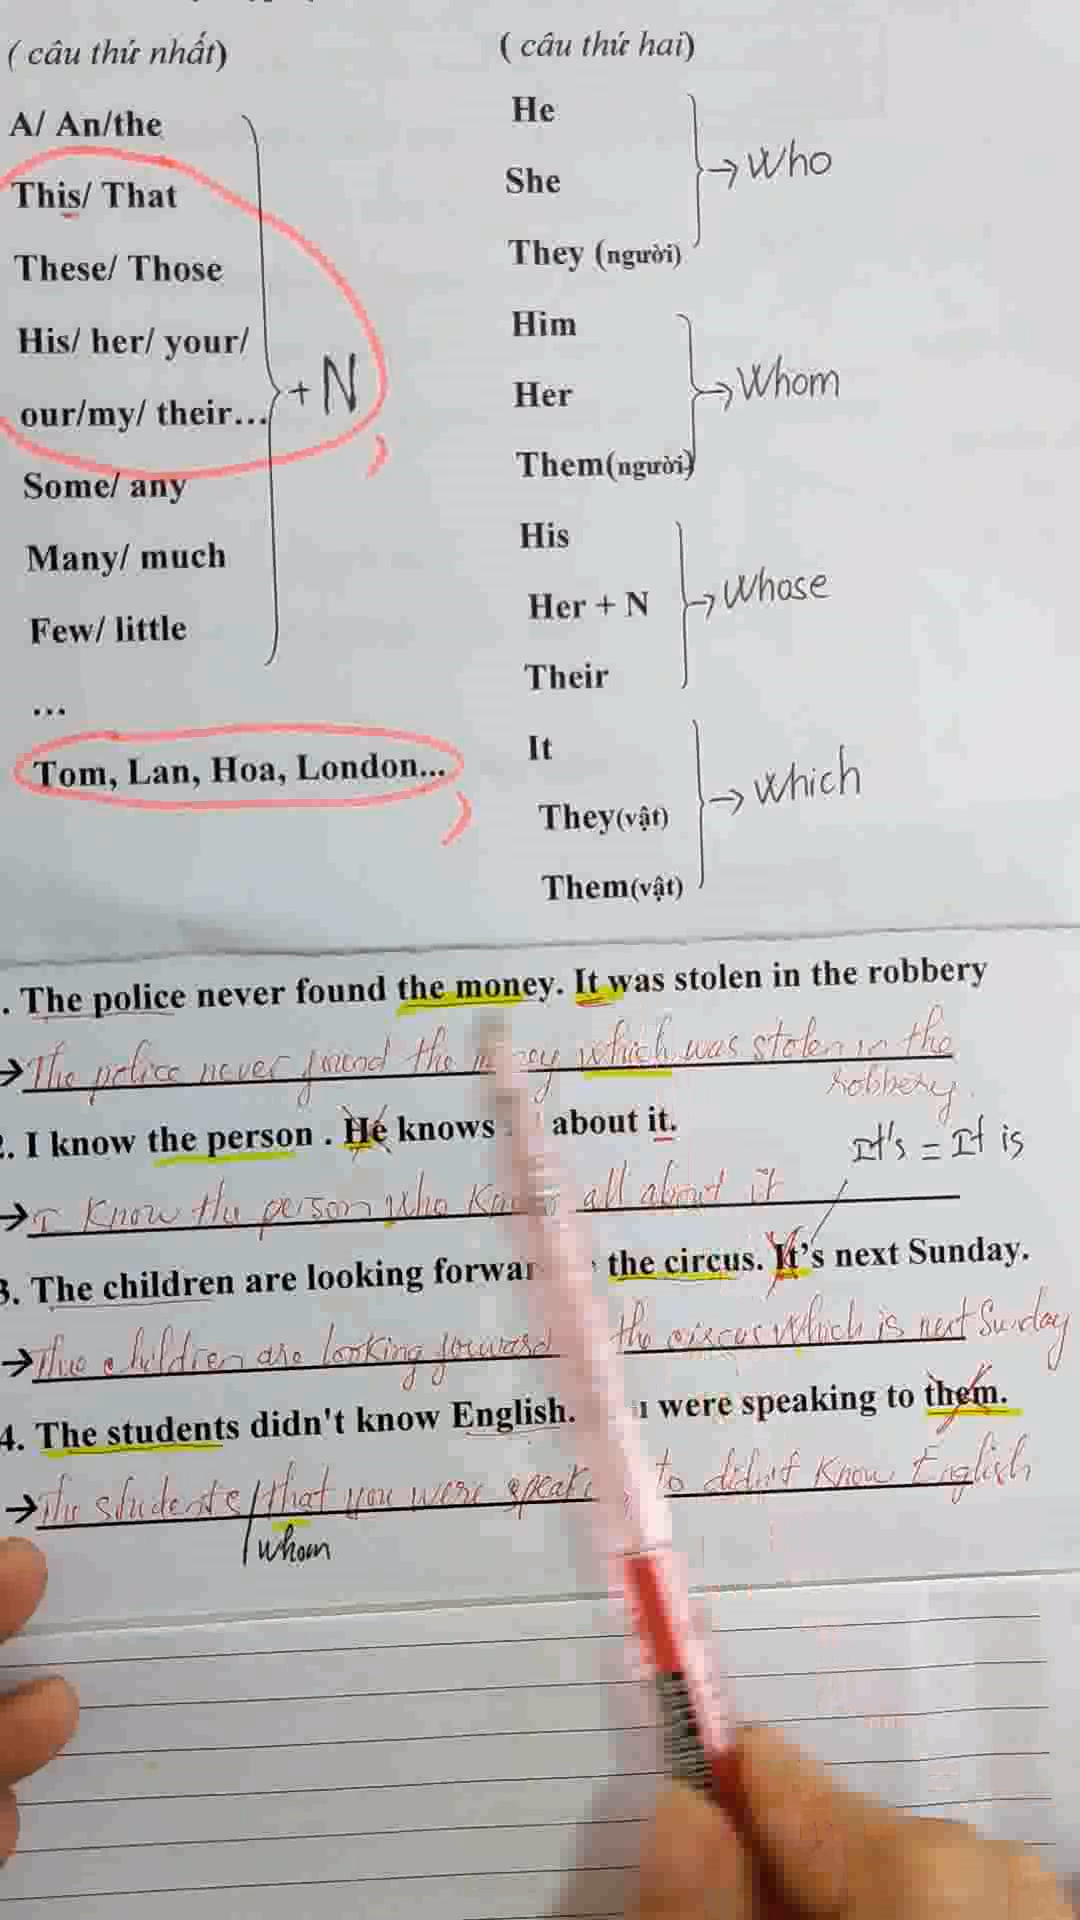 ( câu thứ nhất)
A/ An/the
This/ That
These/ Those
His/ her/ your/
our/my/ their...
+ N
Some/ any
Many/ much
Few/ little
...
Tom, Lan, Hoa, London...
( câu thứ hai)
He
She
They (người)
→ Who
Him
Her
Them(người)
→ Whom
His
Her + N
Their
→ Whose
It
They(vật)
Them(vật)
→ Which
. The police never found the money. It was stolen in the robbery
→ The police never found the money which was stolen in the
robbery.
2. I know the person . He knows about it.
It's = It is
→ I know the person who all about it
3. The children are looking the circus. It's next Sunday.
→ The children are looking forward the circus which is next Sunday
4. The students didn't know English. were speaking to them.
→ The students / that you were to didn't know English
whom